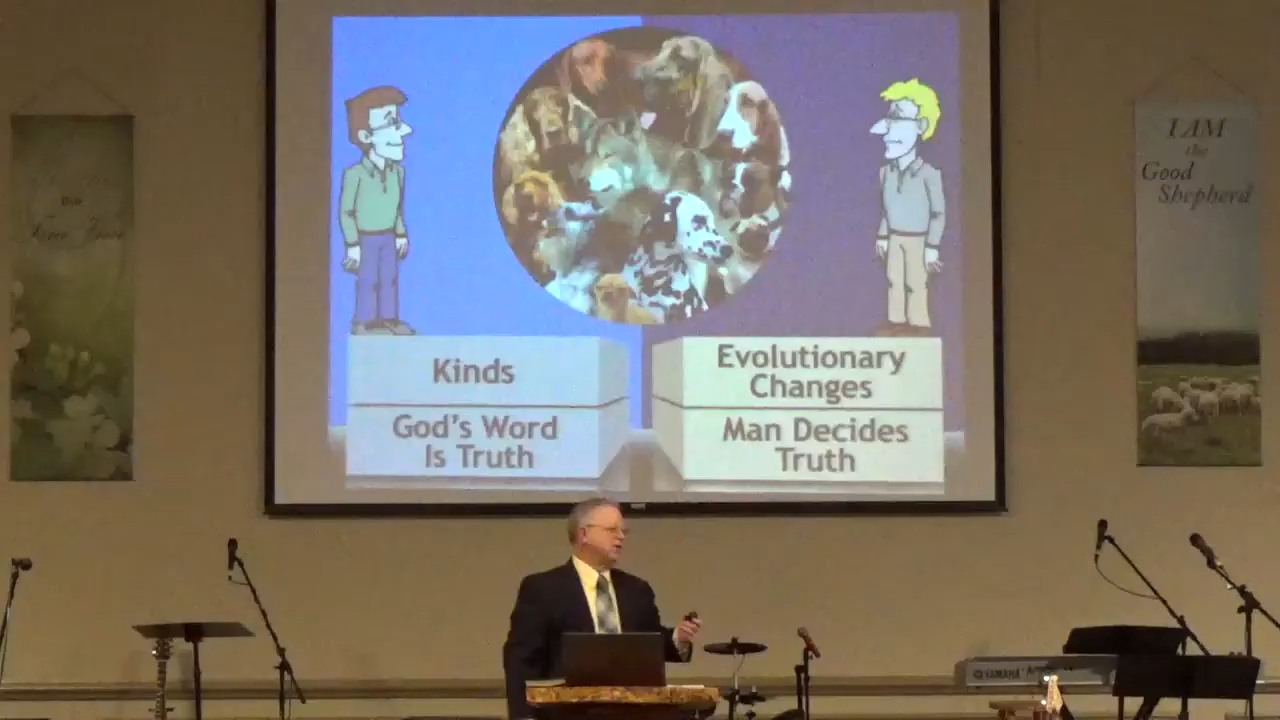 Kinds
God's Word
Is Truth
Evolutionary
Changes
Man Decides
Truth
I AM
the
Good
Shepherd
YAMAHA